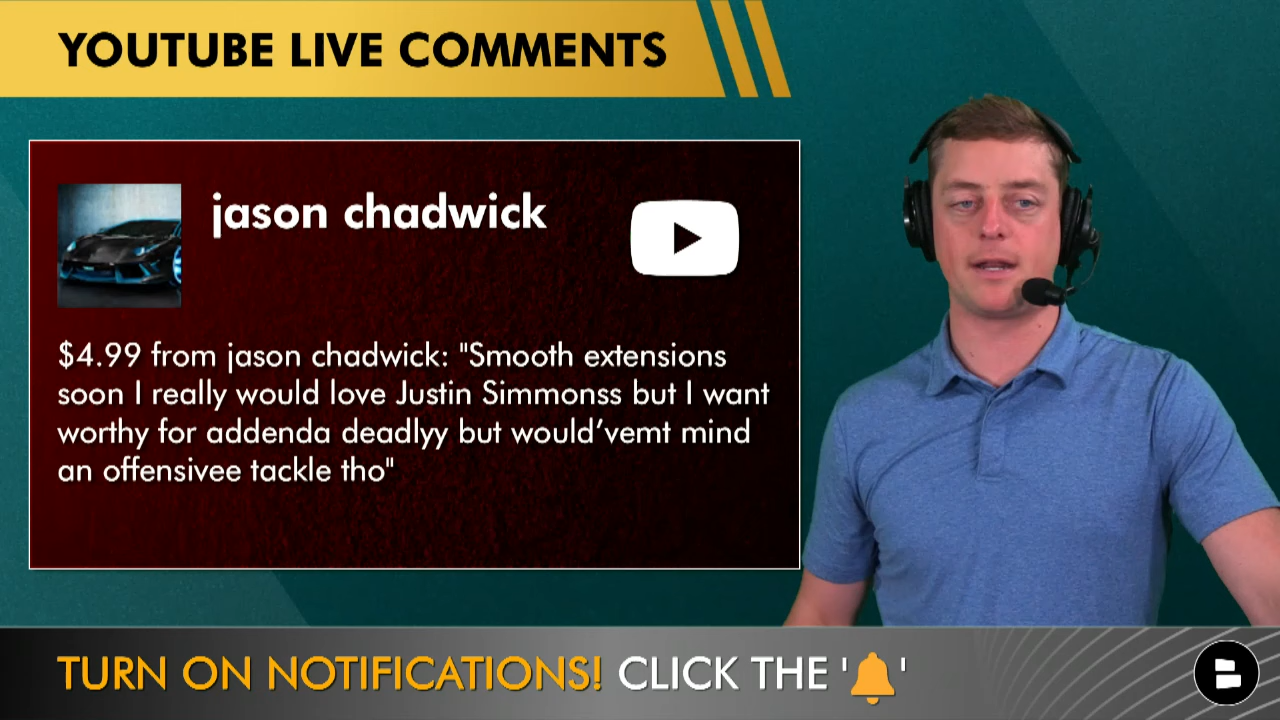 YOUTUBE LIVE COMMENTS
jason chadwick
$4.99 from jason chadwick: "Smooth extensions
soon I really would love Justin Simmonss but I want
worthy for addenda deadlyy but would’vemt mind
an offensivee tackle tho"
TURN ON NOTIFICATIONS! CLICK THE ' '